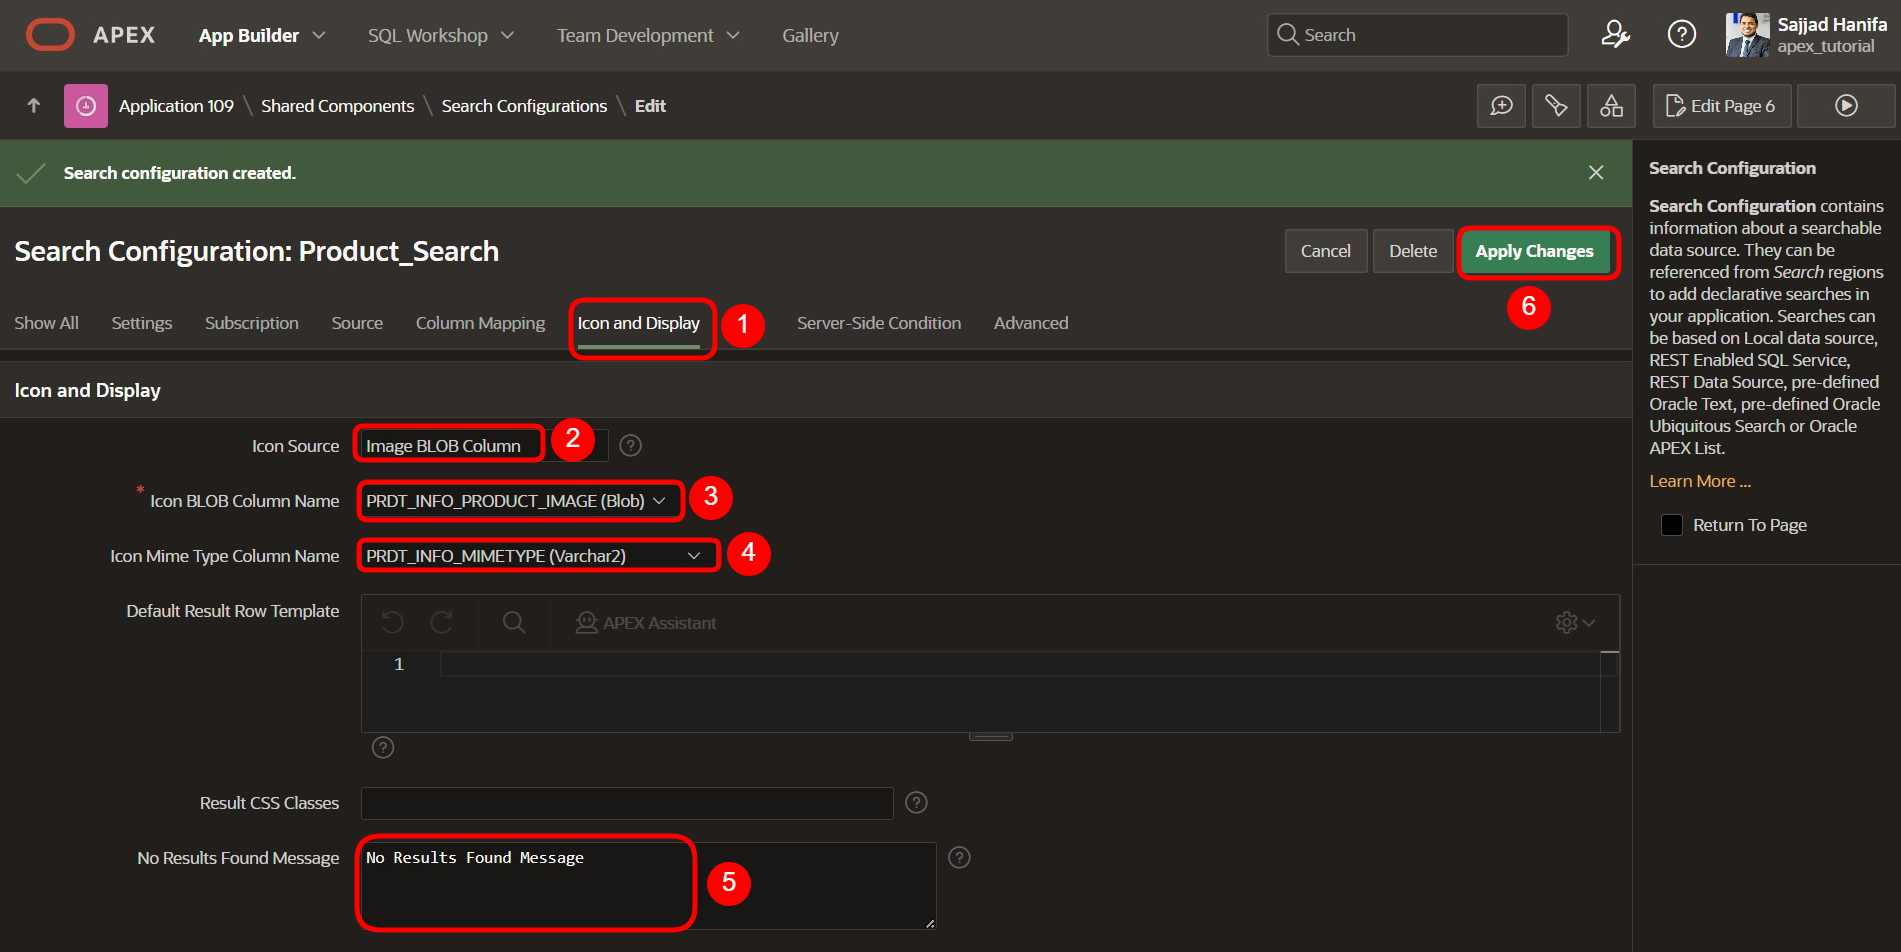 APEX App Builder SQL Workshop Team Development Gallery Search Sajjad Hanifa
apex_tutorial
Application 109 \ Shared Components \ Search Configurations \ Edit Edit Page 6
Search configuration created.
Search Configuration: Product_Search Cancel Delete Apply Changes
6
Show All Settings Subscription Source Column Mapping Icon and Display 1 Server-Side Condition Advanced
Icon and Display
Icon Source Image BLOB Column 2 ?
* Icon BLOB Column Name PRDT_INFO_PRODUCT_IMAGE (Blob) 3
Icon Mime Type Column Name PRDT_INFO_MIMETYPE (Varchar2) 4
Default Result Row Template APEX Assistant
1
?
Result CSS Classes ?
No Results Found Message No Results Found Message 5 ?
Search Configuration
Search Configuration contains
information about a searchable
data source. They can be
referenced from Search regions
to add declarative searches in
your application. Searches can
be based on Local data source,
REST Enabled SQL Service,
REST Data Source, pre-defined
Oracle Text, pre-defined Oracle
Ubiquitous Search or Oracle
APEX List.
Learn More ...
Return To Page